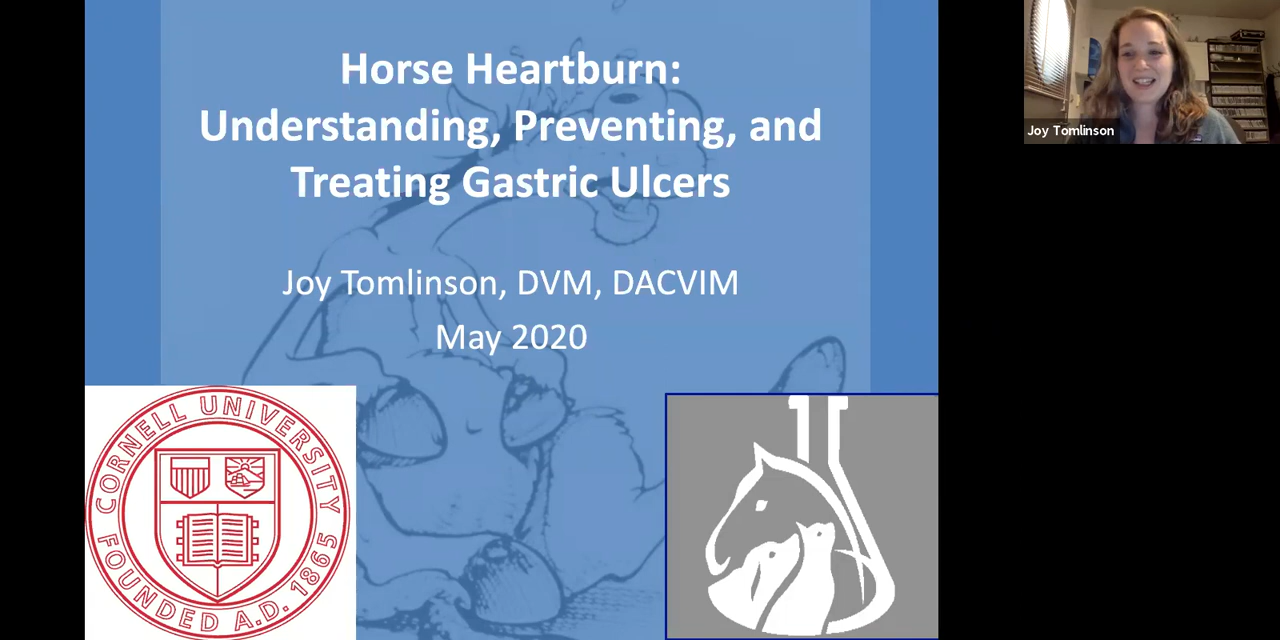 Horse Heartburn:
Understanding, Preventing, and
Treating Gastric Ulcers
Joy Tomlinson, DVM, DACVIM
May 2020
CORNELL UNIVERSITY
FOUNDED A.D. 1865
Joy Tomlinson